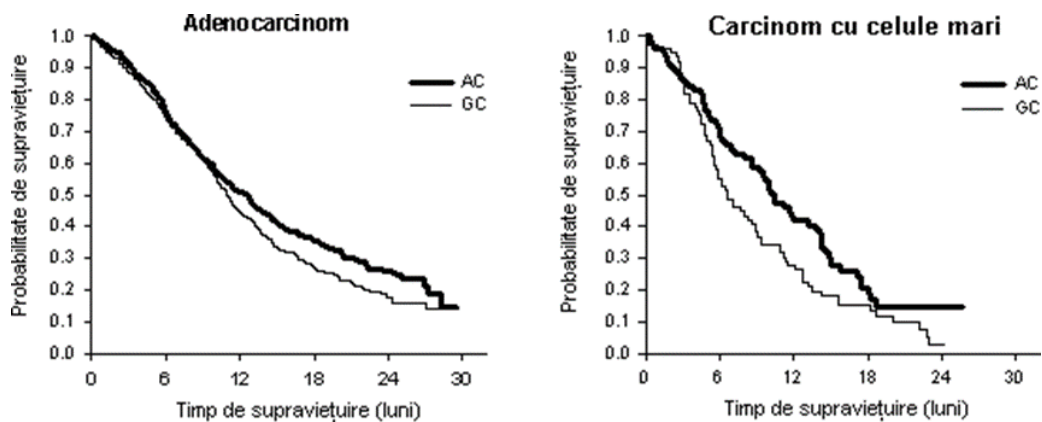 Adenocarcinom
Probabilitate de supraviețuire
1.0
0.9
0.8
0.7
0.6
0.5
0.4
0.3
0.2
0.1
0.0
AC
GC
0 6 12 18 24 30
Timp de supraviețuire (luni)
Carcinom cu celule mari
Probabilitate de supraviețuire
1.0
0.9
0.8
0.7
0.6
0.5
0.4
0.3
0.2
0.1
0.0
AC
GC
0 6 12 18 24 30
Timp de supraviețuire (luni)